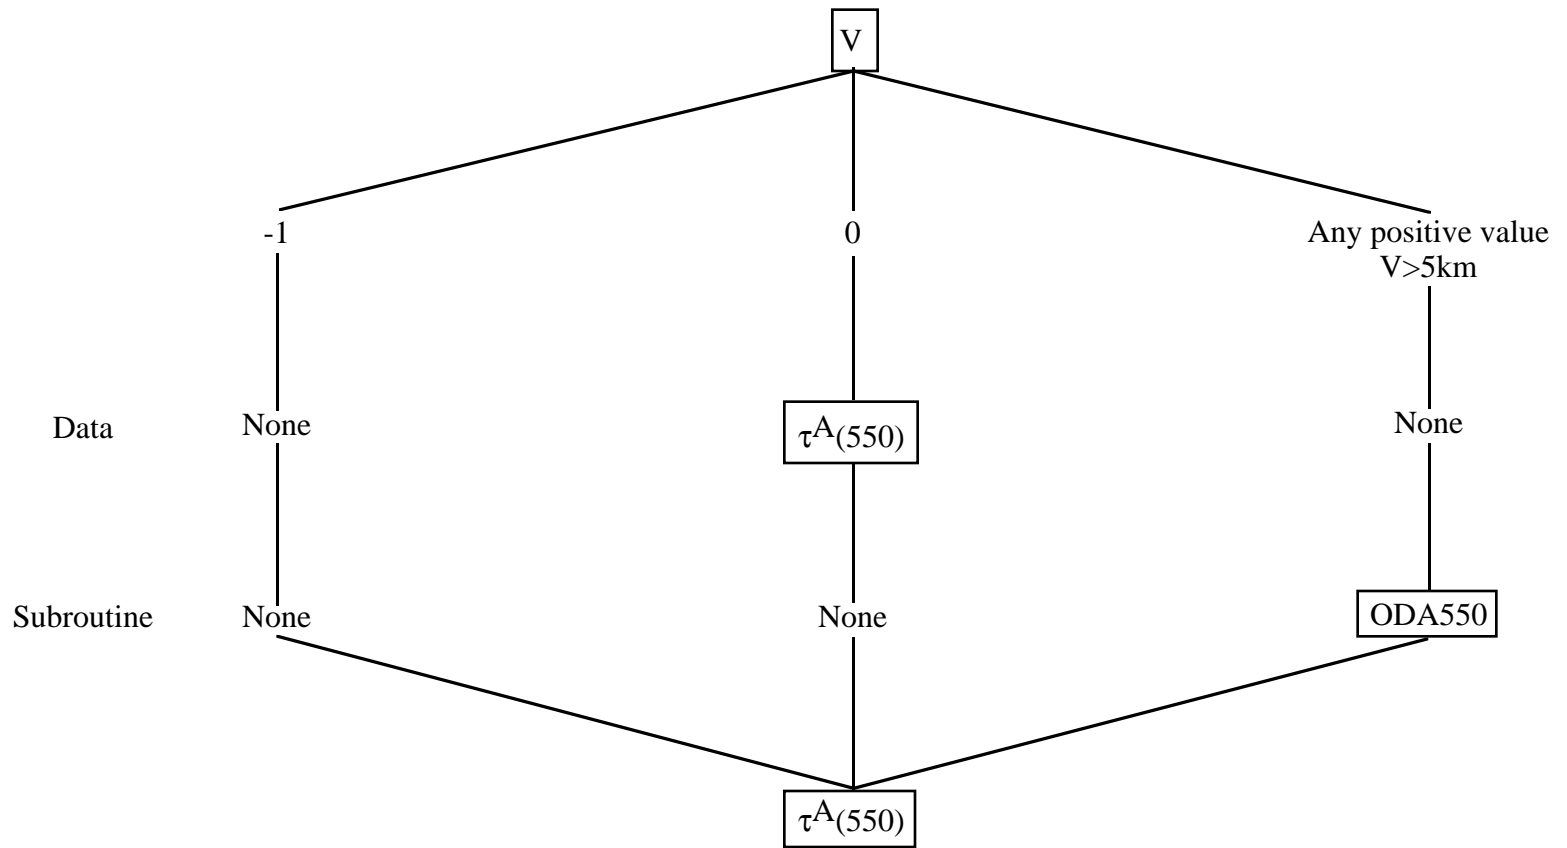 V
-1
0
Any positive value
V>5km
Data
None
τA(550)
None
Subroutine
None
None
ODA550
τA(550)